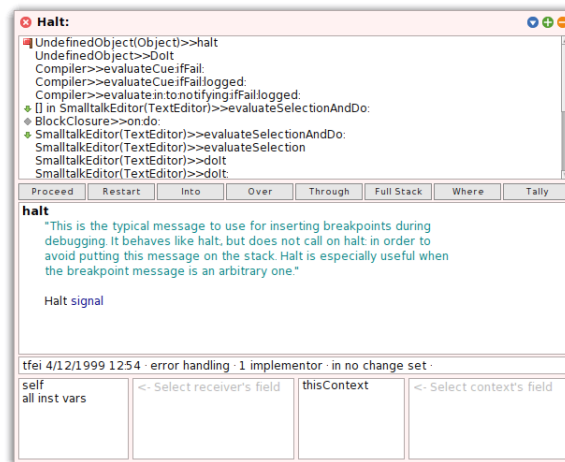 Halt:
UndefinedObject(Object)>>halt
UndefinedObject>>DoIt
Compiler>>evaluateCue:ifFail:
Compiler>>evaluateCue:ifFail:logged:
Compiler>>evaluate:in:to:notifying:ifFail:logged:
[] in SmalltalkEditor(TextEditor)>>evaluateSelectionAndDo:
BlockClosure>>on:do:
SmalltalkEditor(TextEditor)>>evaluateSelectionAndDo:
SmalltalkEditor(TextEditor)>>evaluateSelection
SmalltalkEditor(TextEditor)>>doIt
SmalltalkEditor(TextEditor)>>doIt:
Proceed Restart Into Over Through Full Stack Where Tally
halt
"This is the typical message to use for inserting breakpoints during
debugging. It behaves like halt:, but does not call on halt: in order to
avoid putting this message on the stack. Halt is especially useful when
the breakpoint message is an arbitrary one."
Halt signal
tfei 4/12/1999 12:54 · error handling · 1 implementor · in no change set ·
self
all inst vars
<- Select receiver's field
thisContext
<- Select context's field